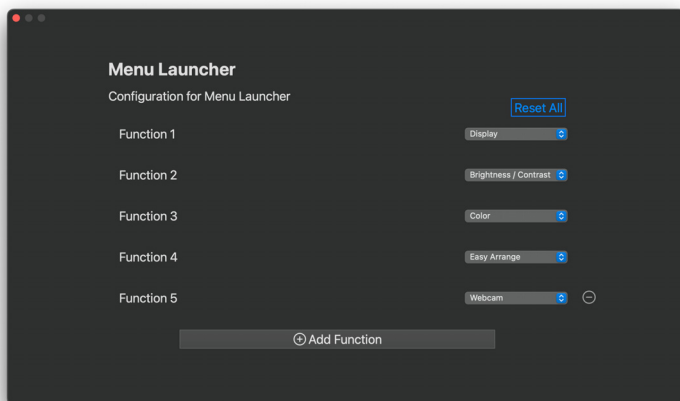 Menu Launcher
Configuration for Menu Launcher
Reset All
Function 1 Display
Function 2 Brightness / Contrast
Function 3 Color
Function 4 Easy Arrange
Function 5 Webcam
Add Function